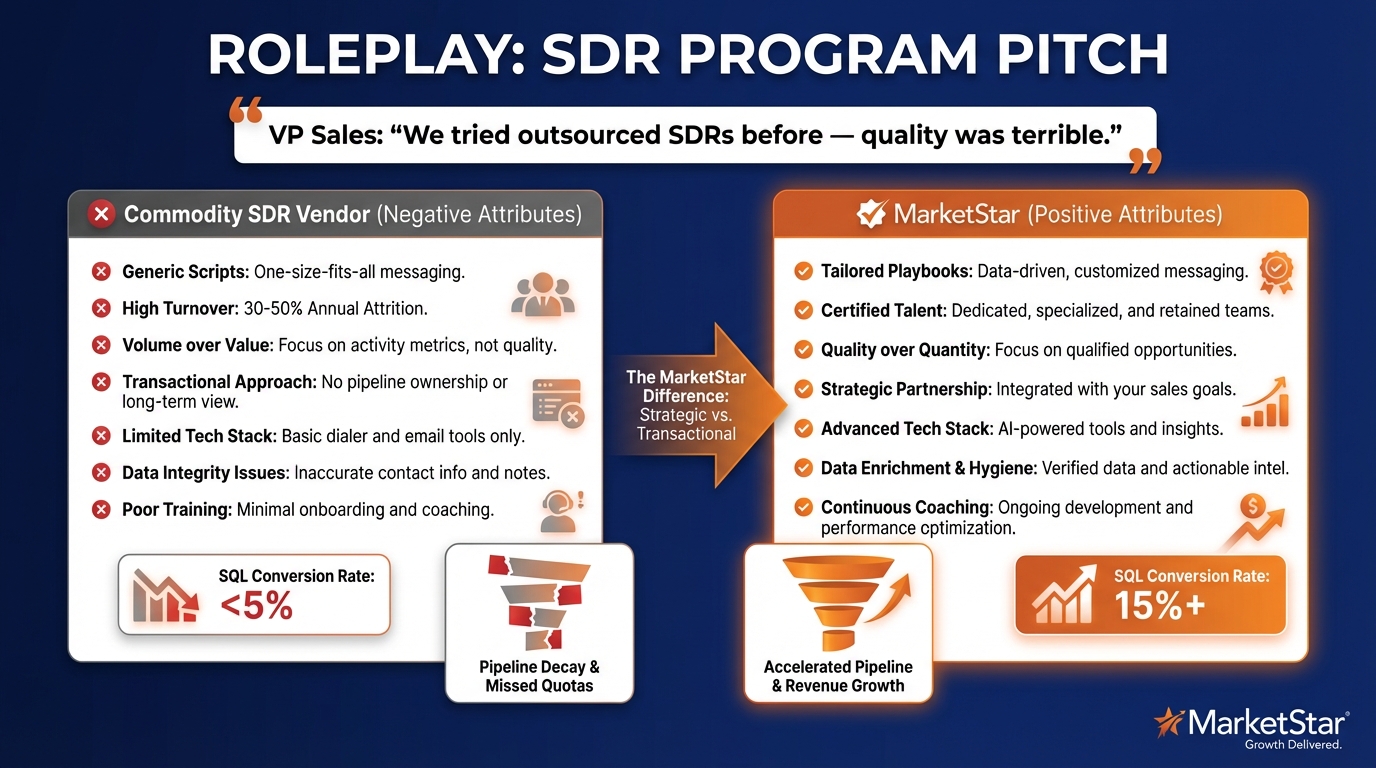 ROLEPLAY: SDR PROGRAM PITCH
“
VP Sales: “We tried outsourced SDRs before — quality was terrible.”
”
Commodity SDR Vendor (Negative Attributes)
Generic Scripts: One-size-fits-all messaging.
High Turnover: 30-50% Annual Attrition.
Volume over Value: Focus on activity metrics, not quality.
Transactional Approach: No pipeline ownership or
long-term view.
Limited Tech Stack: Basic dialer and email tools only.
Data Integrity Issues: Inaccurate contact info and notes.
Poor Training: Minimal onboarding and coaching.
SQL Conversion Rate:
<5%
Pipeline Decay &
Missed Quotas
The MarketStar
Difference:
Strategic vs.
Transactional
MarketStar (Positive Attributes)
Tailored Playbooks: Data-driven, customized messaging.
Certified Talent: Dedicated, specialized, and retained teams.
Quality over Quantity: Focus on qualified opportunities.
Strategic Partnership: Integrated with your sales goals.
Advanced Tech Stack: AI-powered tools and insights.
Data Enrichment & Hygiene: Verified data and actionable intel.
Continuous Coaching: Ongoing development and
performance cptimization.
$
Accelerated Pipeline
& Revenue Growth
SQL Conversion Rate:
15%+
MarketStar®
Growth Delivered.